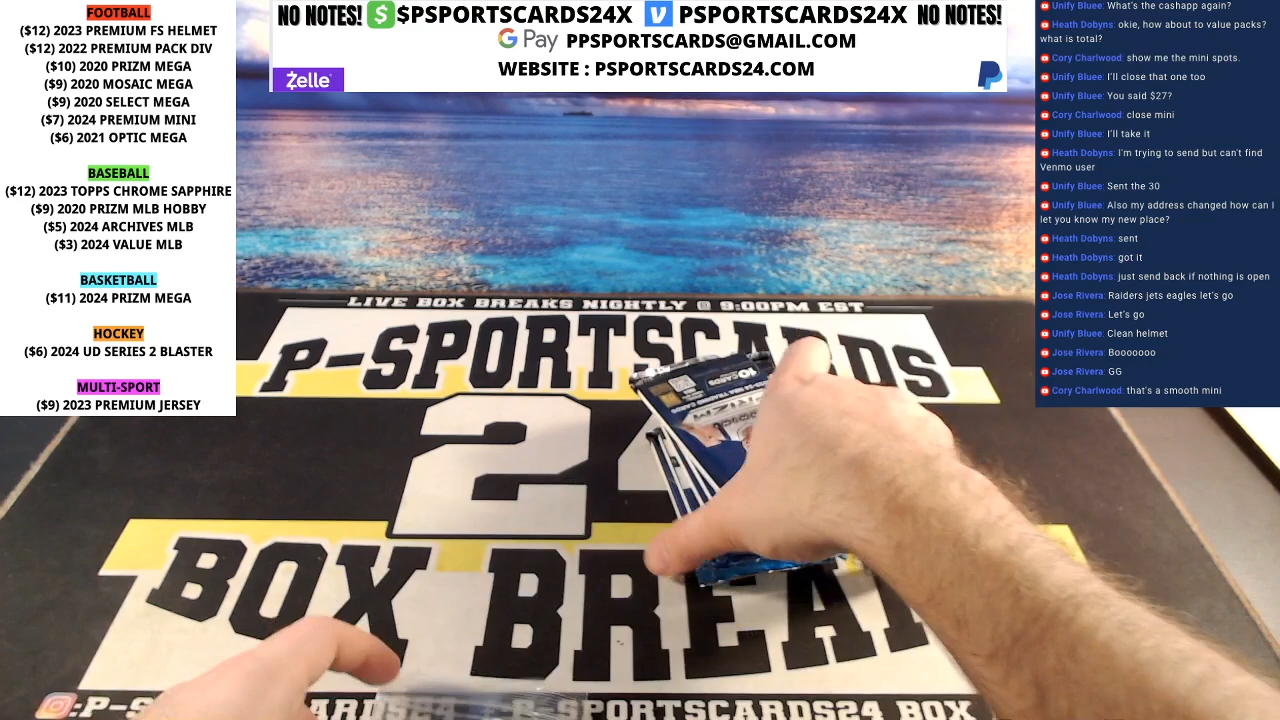 FOOTBALL
($12) 2023 PREMIUM FS HELMET
($12) 2022 PREMIUM PACK DIV
($10) 2020 PRIZM MEGA
($9) 2020 MOSAIC MEGA
($9) 2020 SELECT MEGA
($7) 2024 PREMIUM MINI
($6) 2021 OPTIC MEGA
BASEBALL
($12) 2023 TOPPS CHROME SAPPHIRE
($9) 2020 PRIZM MLB HOBBY
($5) 2024 ARCHIVES MLB
($3) 2024 VALUE MLB
BASKETBALL
($11) 2024 PRIZM MEGA
HOCKEY
($6) 2024 UD SERIES 2 BLASTER
MULTI-SPORT
($9) 2023 PREMIUM JERSEY
NO NOTES! $ $PSPORTSCARDS24X V PSPORTSCARDS24X NO NOTES!
G Pay PPSPORTSCARDS@GMAIL.COM
WEBSITE : PSPORTSCARDS24.COM
Zelle
Unify Bluee: What's the cashapp again?
Heath Dobyns: okie, how about to value packs?
what is total?
Cory Charlwood: show me the mini spots.
Unify Bluee: I'll close that one too
Unify Bluee: You said $27?
Cory Charlwood: close mini
Unify Bluee: I'll take it
Heath Dobyns: I'm trying to send but can't find
Venmo user
Unify Bluee: Sent the 30
Unify Bluee: Also my address changed how can I
let you know my new place?
Heath Dobyns: sent
Heath Dobyns: got it
Heath Dobyns: just send back if nothing is open
Jose Rivera: Raiders jets eagles let's go
Jose Rivera: Let's go
Unify Bluee: Clean helmet
Jose Rivera: Booooooo
Jose Rivera: GG
Cory Charlwood: that's a smooth mini
LIVE BOX BREAKS NIGHTLY @ 9:00PM EST
P-SPORTSCARDS
24
10 CARDS
PRIZM
BOX BREA
:P-S
ARDS24 P-SPORTSCARDS24 BOX